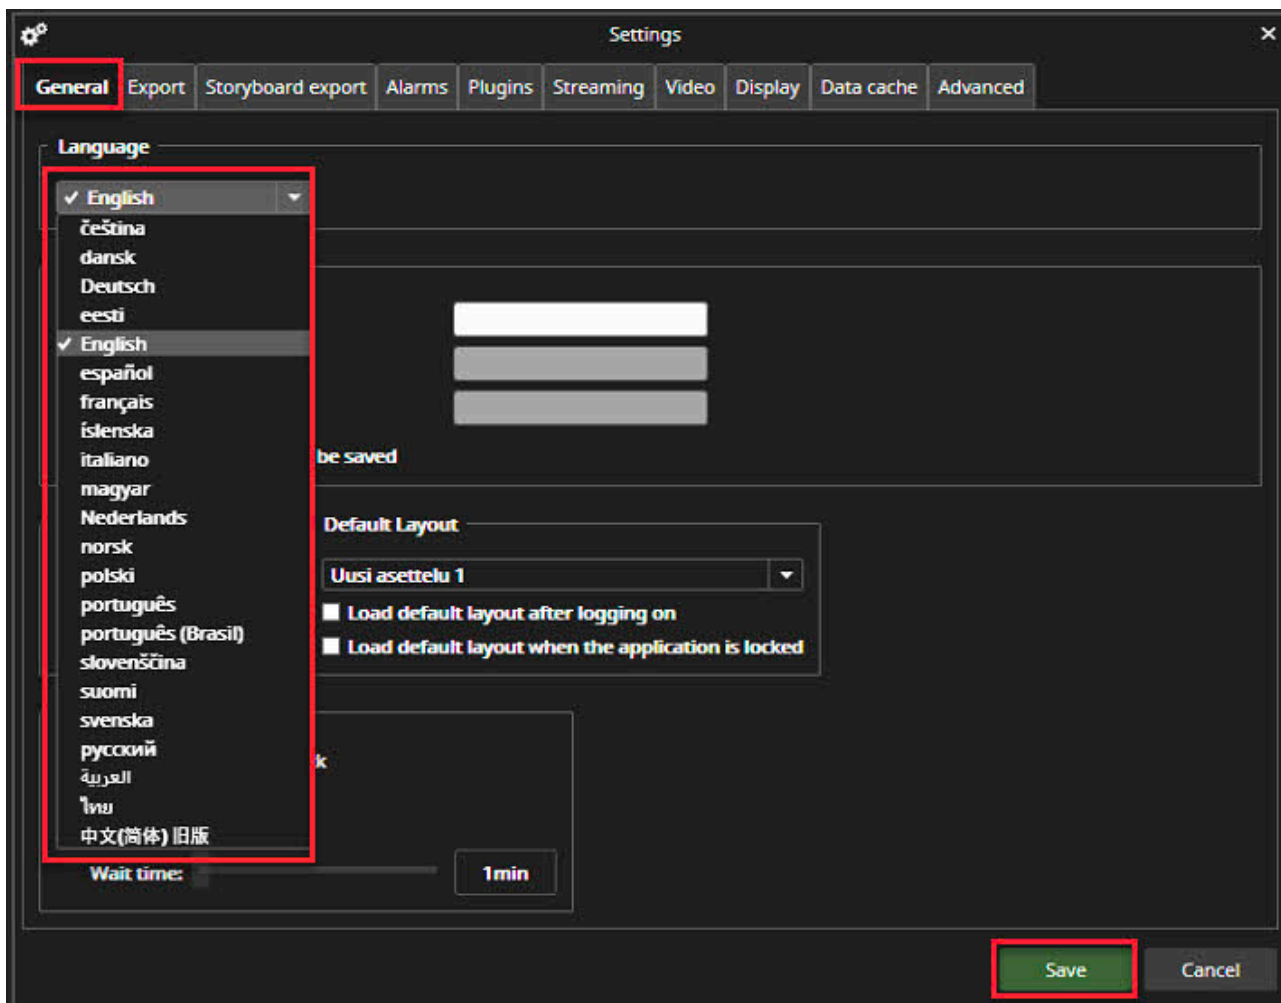 Settings
General Export Storyboard export Alarms Plugins Streaming Video Display Data cache Advanced
Language
English
čeština
dansk
Deutsch
eesti
English
español
français
íslenska
italiano
be saved
magyar
Nederlands
norsk
polski
português
português (Brasil)
slovenščina
suomi
svenska
русский
العربية
ไทย
中文(简体) 旧版
Default Layout
Uusi asettelu 1
Load default layout after logging on
Load default layout when the application is locked
k
Wait time: 1min
Save Cancel